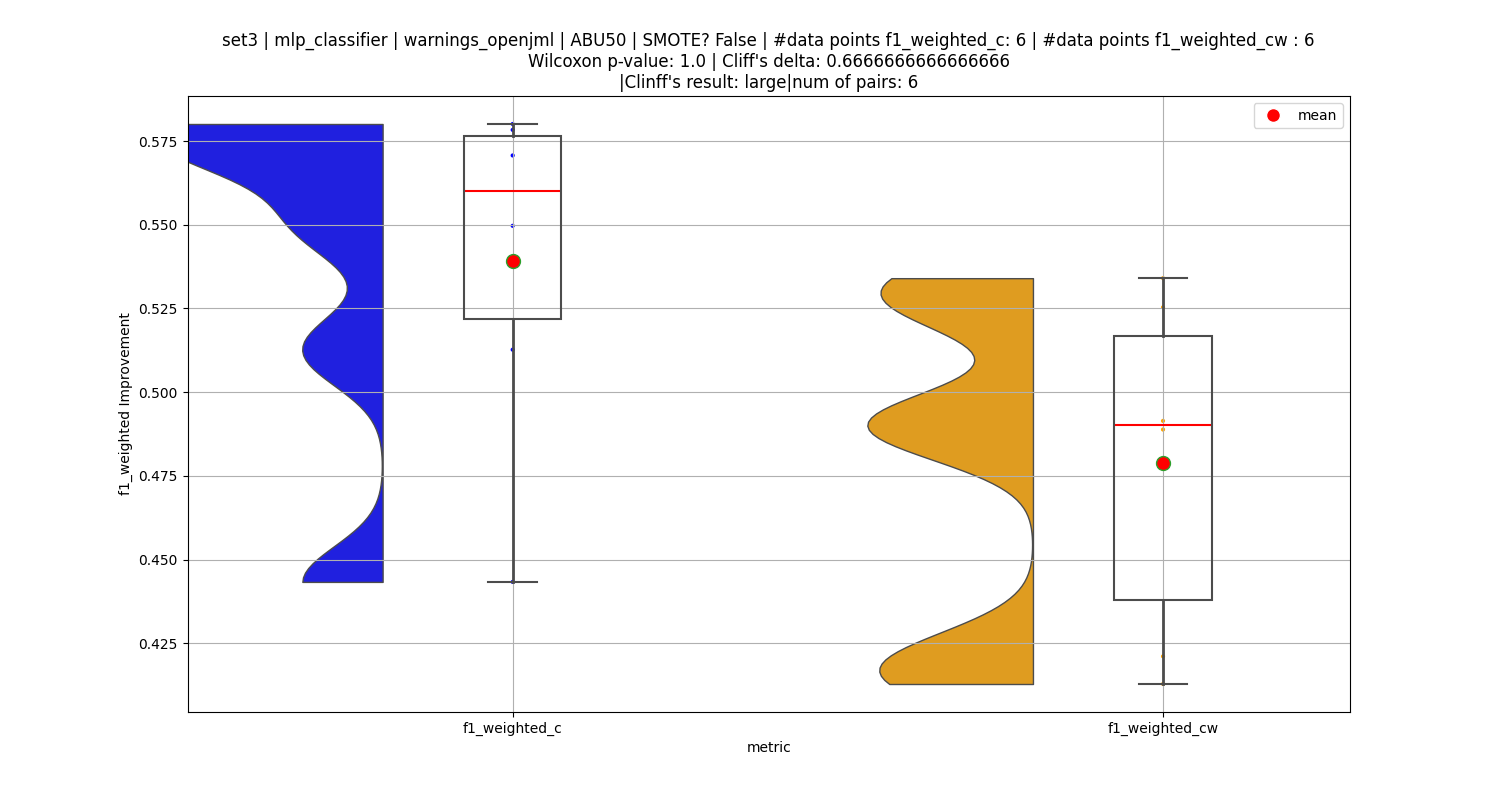 set3 | mlp_classifier | warnings_openjml | ABU50 | SMOTE? False | #data points f1_weighted_c: 6 | #data points f1_weighted_cw : 6
Wilcoxon p-value: 1.0 | Cliff's delta: 0.6666666666666666
|Clinff's result: large|num of pairs: 6
mean
0.575
0.550
0.525
0.500
0.475
0.450
0.425
f1_weighted Improvement
f1_weighted_c
f1_weighted_cw
metric